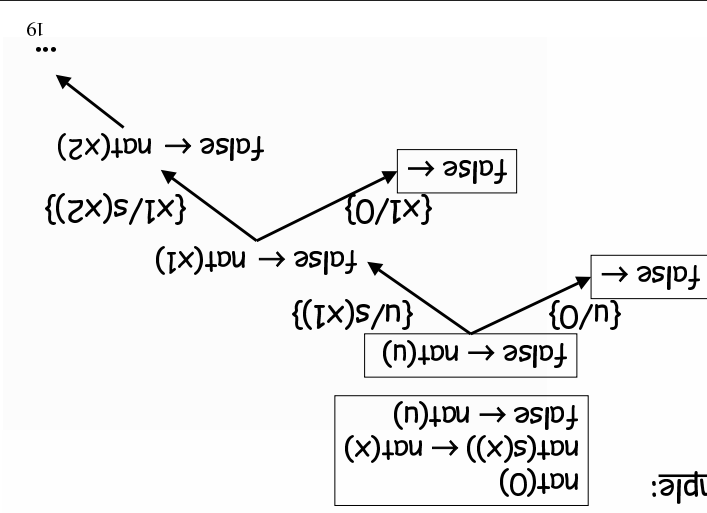 mple:
nat(0)
nat(s(x)) ← nat(x)
false ← nat(u)
false ← nat(u)
{u/0}
{u/s(x1)}
false ←
false ← nat(x1)
{x1/0}
{x1/s(x2)}
false ←
false ← nat(x2)
...
19